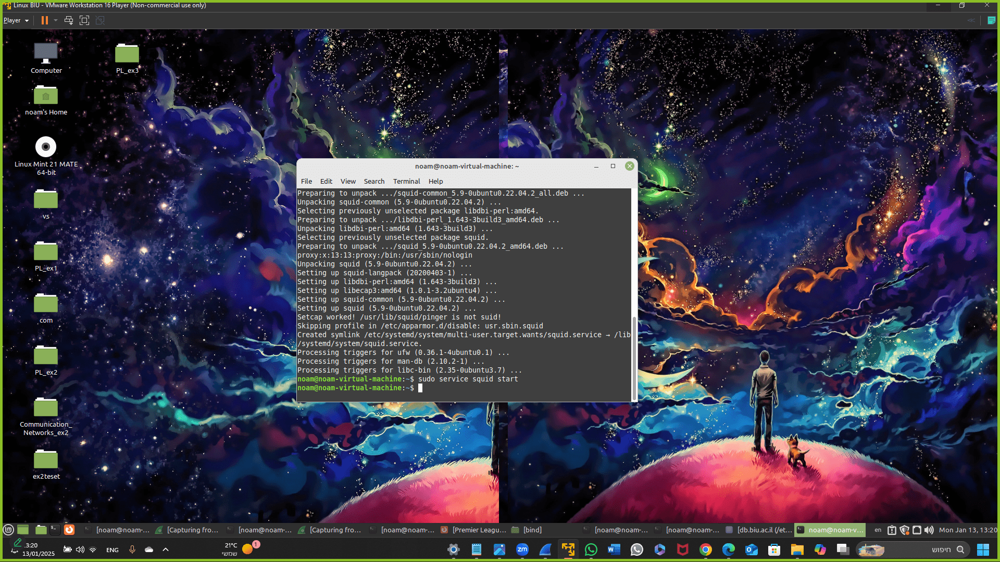 Linux BIU - VMware Workstation 16 Player (Non-commercial use only)
Player
Computer
PL_ex3
noam's Home
Linux Mint 21 MATE
64-bit
vs
PL_ex1
com
PL_ex2
Communication_
Networks_ex2
ex2teset
noam@noam-virtual-machine: ~
File Edit View Search Terminal Help
Preparing to unpack .../squid-common_5.9-0ubuntu0.22.04.2_all.deb ...
Unpacking squid-common (5.9-0ubuntu0.22.04.2) ...
Selecting previously unselected package libdbi-perl:amd64.
Preparing to unpack .../libdbi-perl_1.643-3build3_amd64.deb ...
Unpacking libdbi-perl:amd64 (1.643-3build3) ...
Selecting previously unselected package squid.
Preparing to unpack .../squid_5.9-0ubuntu0.22.04.2_amd64.deb ...
proxy:x:13:13:proxy:/bin:/usr/sbin/nologin
Unpacking squid (5.9-0ubuntu0.22.04.2) ...
Setting up squid-langpack (20200403-1) ...
Setting up libdbi-perl:amd64 (1.643-3build3) ...
Setting up libecap3:amd64 (1.0.1-3.2ubuntu4) ...
Setting up squid-common (5.9-0ubuntu0.22.04.2) ...
Setting up squid (5.9-0ubuntu0.22.04.2) ...
Setcap worked! /usr/lib/squid/pinger is not suid!
Skipping profile in /etc/apparmor.d/disable: usr.sbin.squid
Created symlink /etc/systemd/system/multi-user.target.wants/squid.service → /lib
/systemd/system/squid.service.
Processing triggers for ufw (0.36.1-4ubuntu0.1) ...
Processing triggers for man-db (2.10.2-1) ...
Processing triggers for libc-bin (2.35-0ubuntu3.7) ...
noam@noam-virtual-machine:~$ sudo service squid start
noam@noam-virtual-machine:~$
[noam@noam-... [Capturing fro... [noam@noam-... [Capturing fro... [noam@noam-... [Premier Leagu... [bind] [noam@noam-... [noam@noam-... [db.biu.ac.il (/et... noam@noam-v... en Mon Jan 13, 13:20
13:20
13/01/2025
ENG
21°C
שמשי
1
zm
חיפוש